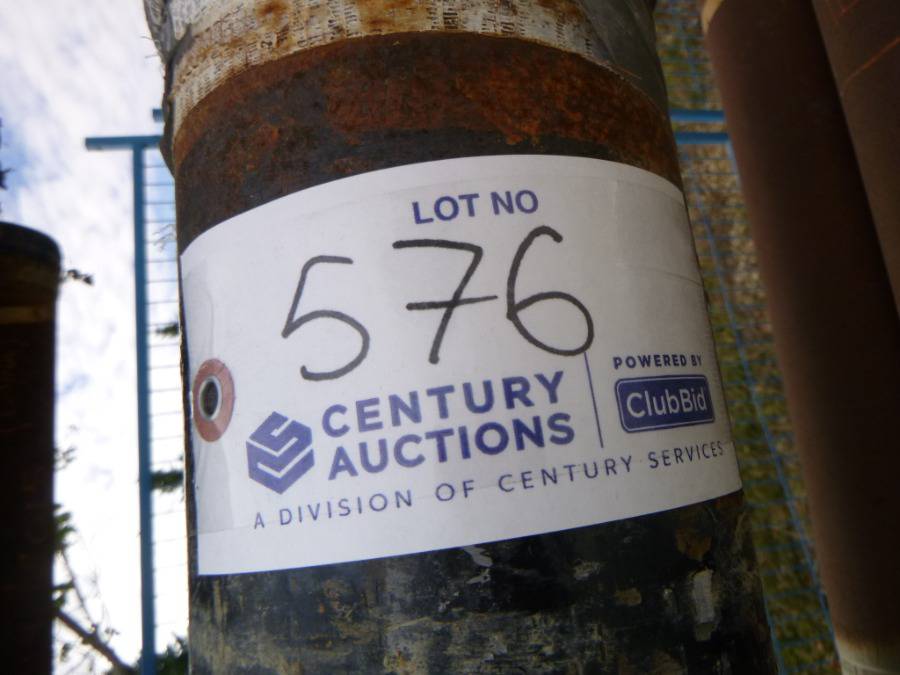 LOT NO
576
CENTURY
AUCTIONS
POWERED BY
ClubBid
A DIVISION OF CENTURY SERVICES